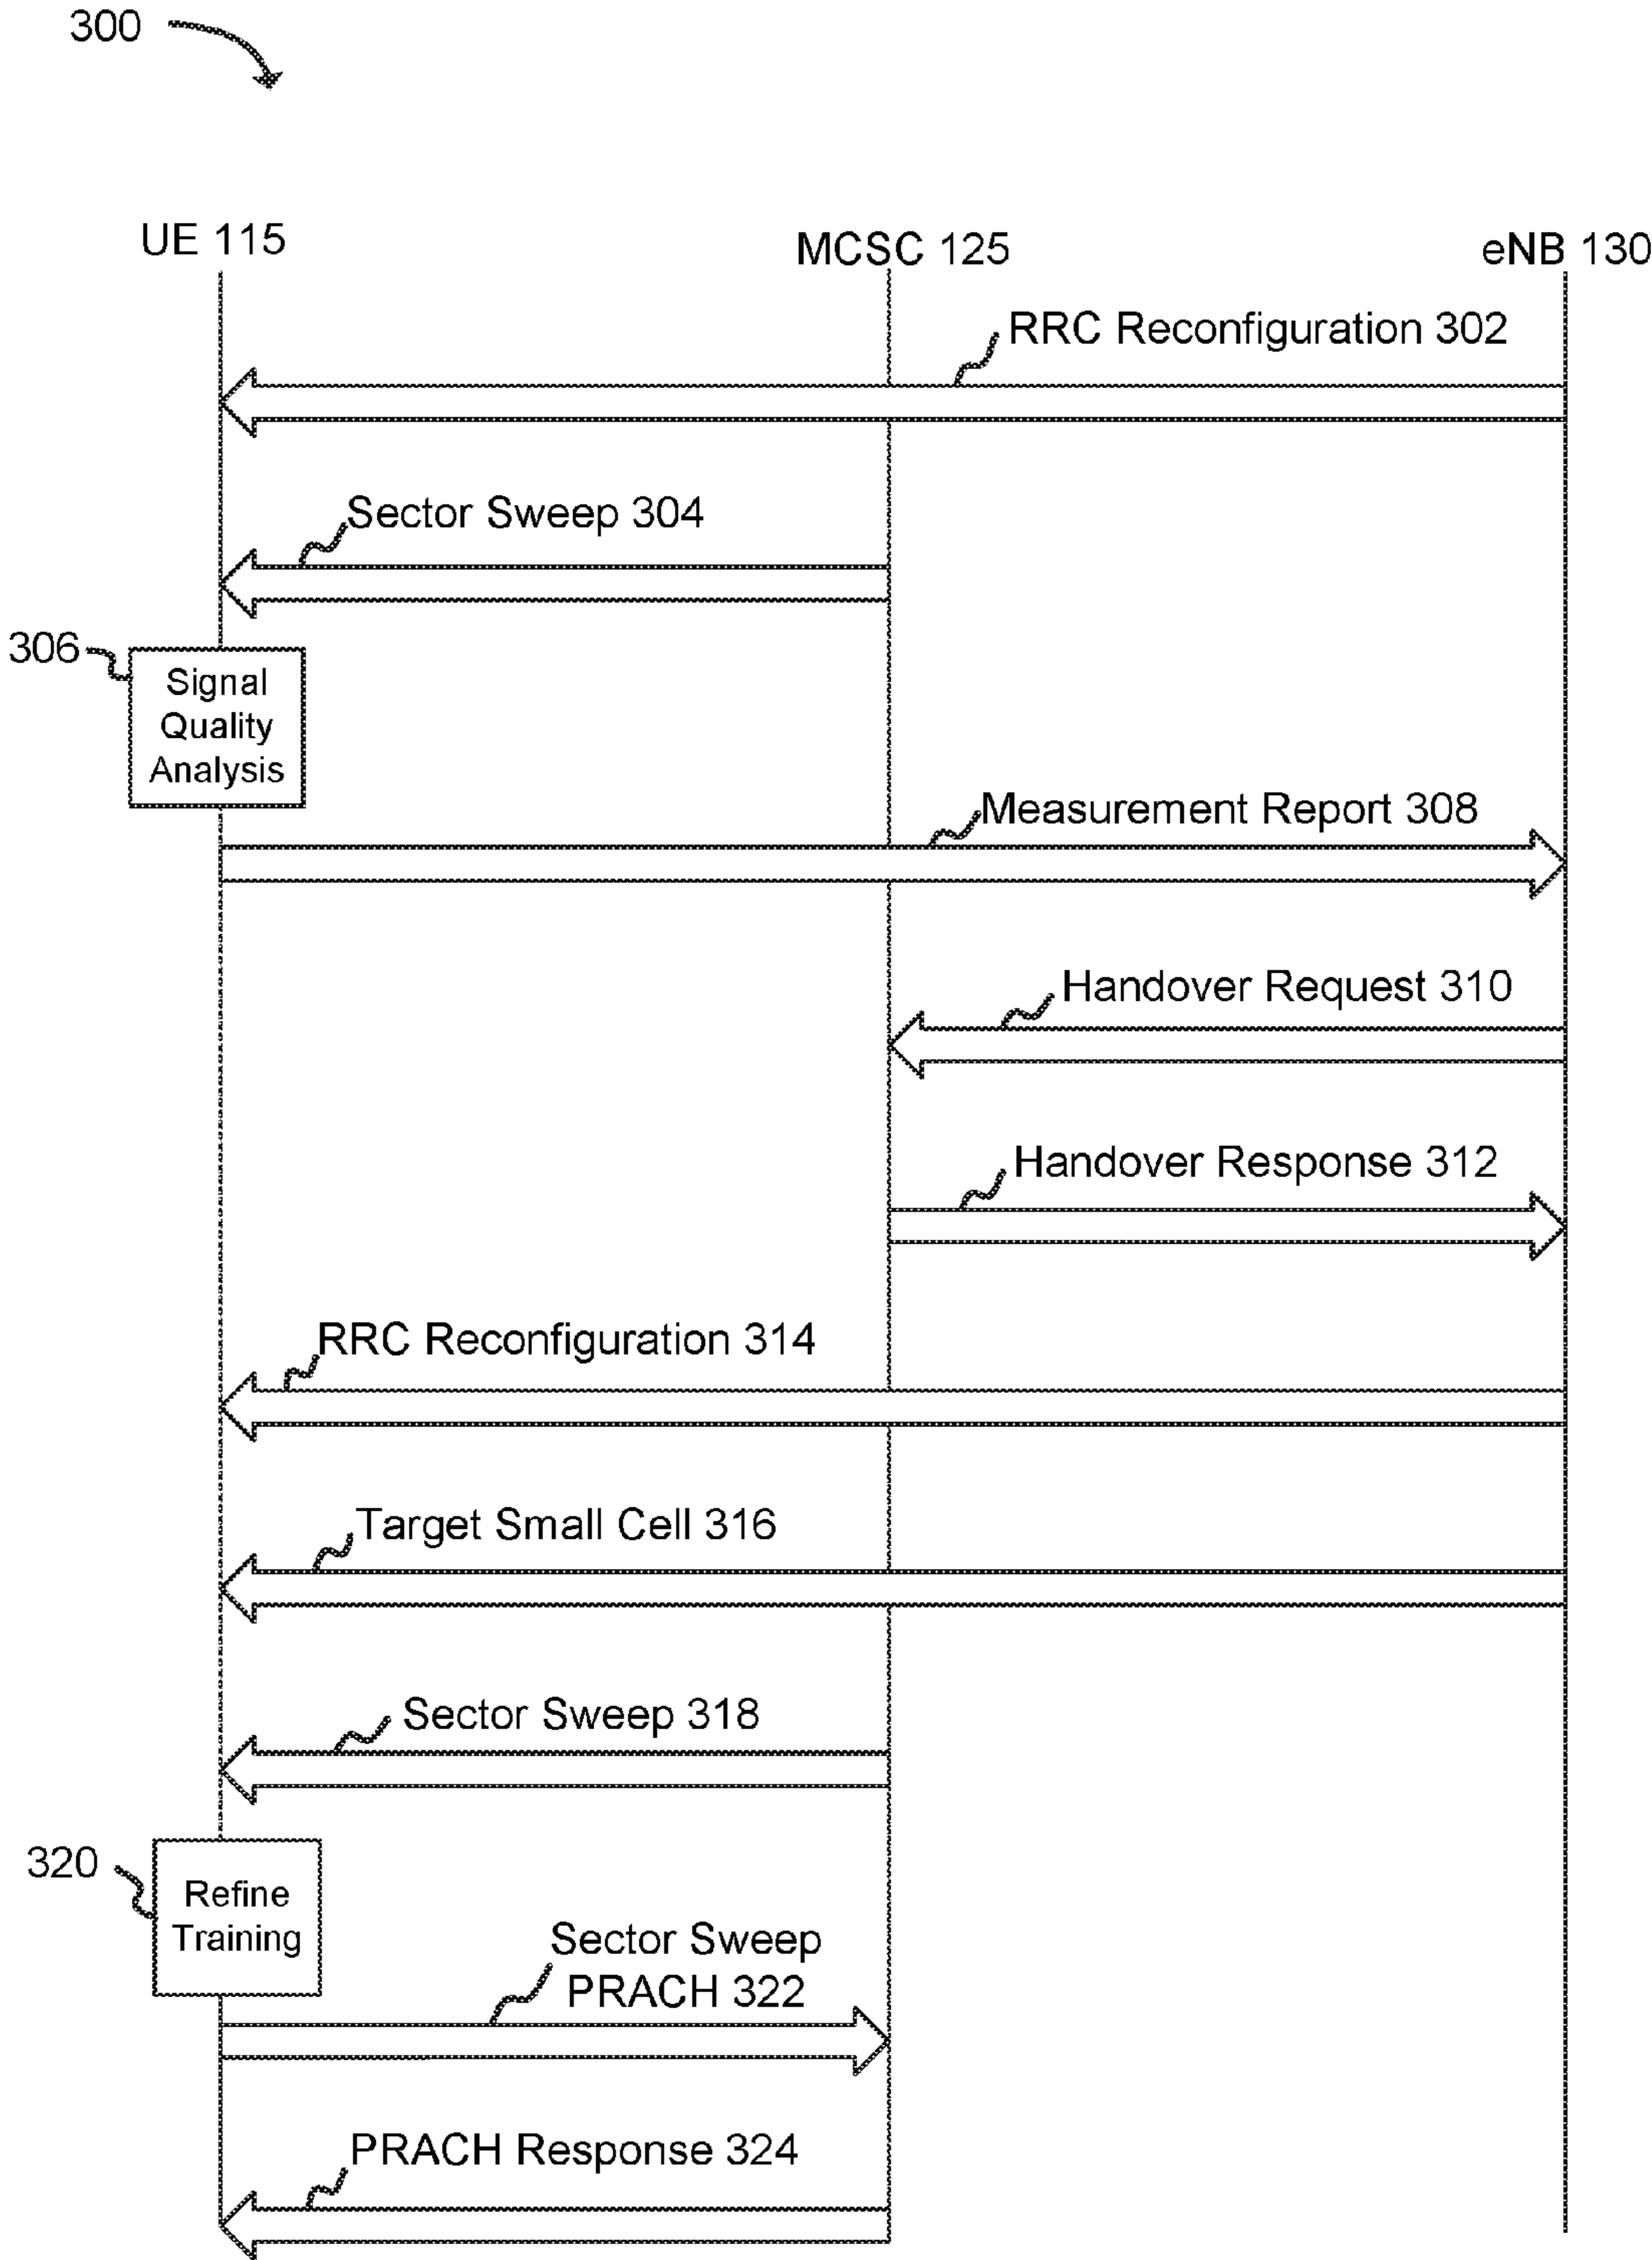 300
UE 115
MCSC 125
eNB 130
RRC Reconfiguration 302
Sector Sweep 304
306
Signal
Quality
Analysis
Measurement Report 308
Handover Request 310
Handover Response 312
RRC Reconfiguration 314
Target Small Cell 316
Sector Sweep 318
320
Refine
Training
Sector Sweep
PRACH 322
PRACH Response 324